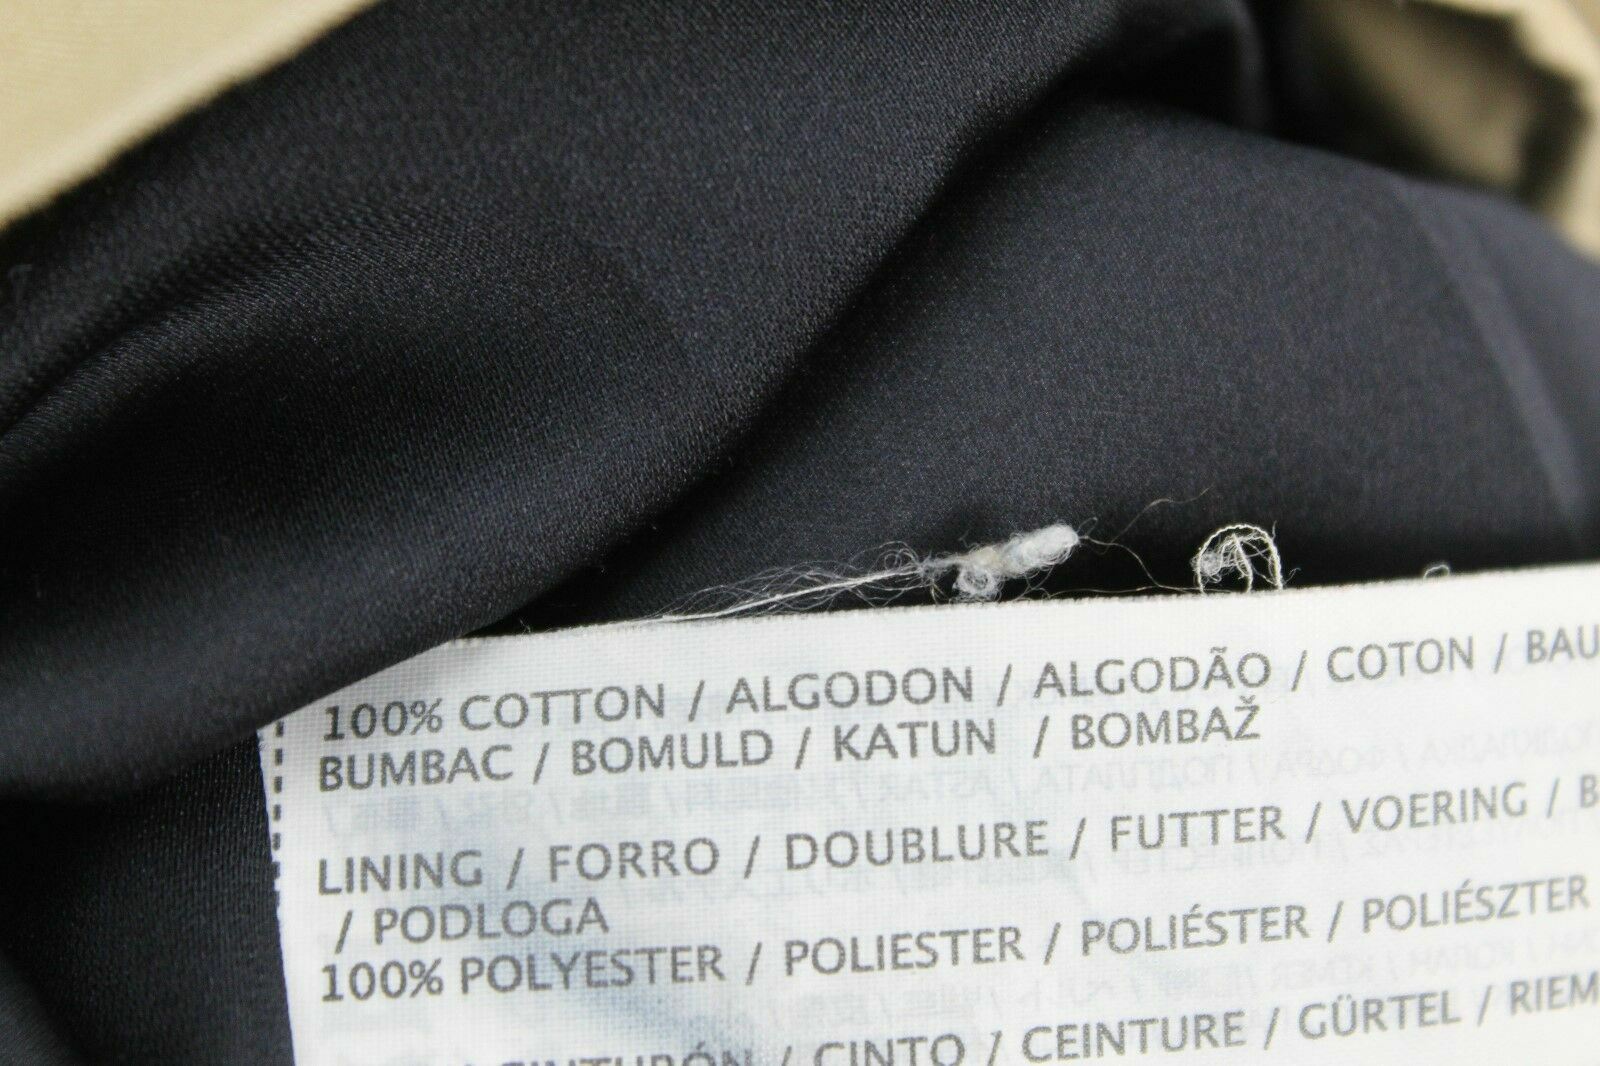 100% COTTON / ALGODON / ALGODÃO / COTON / BAU
BUMBAC / BOMULD / KATUN / BOMBAŽ
LINING / FORRO / DOUBLURE / FUTTER / VOERING / B
/ PODLOGA
100% POLYESTER / POLIESTER / POLIÉSTER / POLIÉSZTER
/ CINTO / CEINTURE / GÜRTEL / RIEM